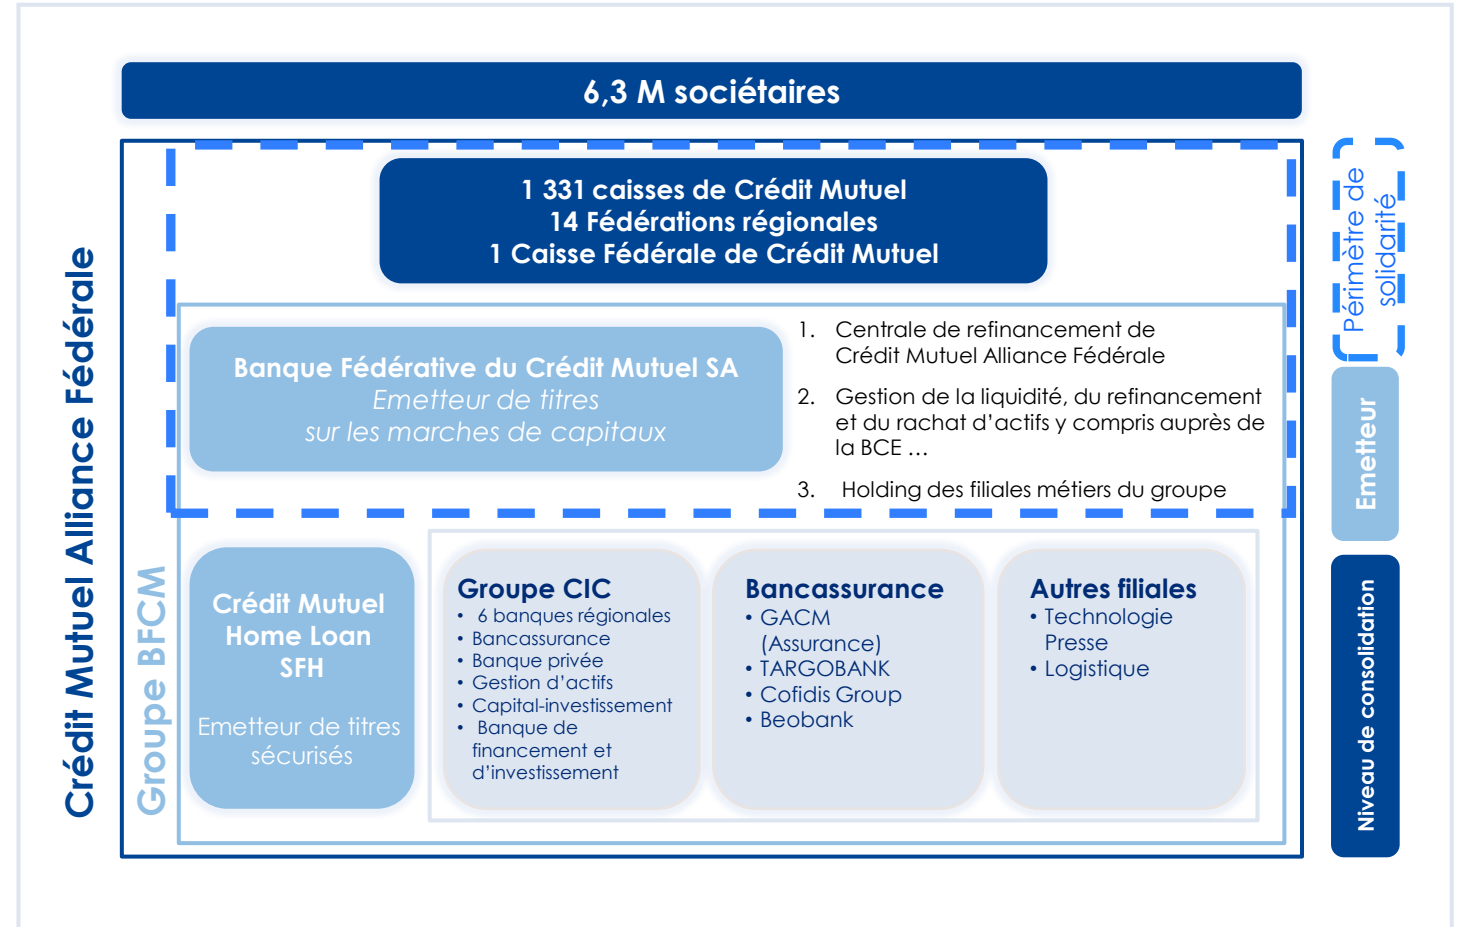 6,3 M sociétaires
Crédit Mutuel Alliance Fédérale
1 331 caisses de Crédit Mutuel
14 Fédérations régionales
1 Caisse Fédérale de Crédit Mutuel
Groupe BFCM
Banque Fédérative du Crédit Mutuel SA
Emetteur de titres
sur les marches de capitaux
1. Centrale de refinancement de
Crédit Mutuel Alliance Fédérale
2. Gestion de la liquidité, du refinancement
et du rachat d’actifs y compris auprès de
la BCE …
3. Holding des filiales métiers du groupe
Crédit Mutuel
Home Loan
SFH
Emetteur de titres
sécurisés
Groupe CIC
• 6 banques régionales
• Bancassurance
• Banque privée
• Gestion d’actifs
• Capital-investissement
• Banque de
financement et
d’investissement
Bancassurance
• GACM
(Assurance)
• TARGOBANK
• Cofidis Group
• Beobank
Autres filiales
• Technologie
Presse
• Logistique
Périmètre de
solidarité
Emetteur
Niveau de consolidation